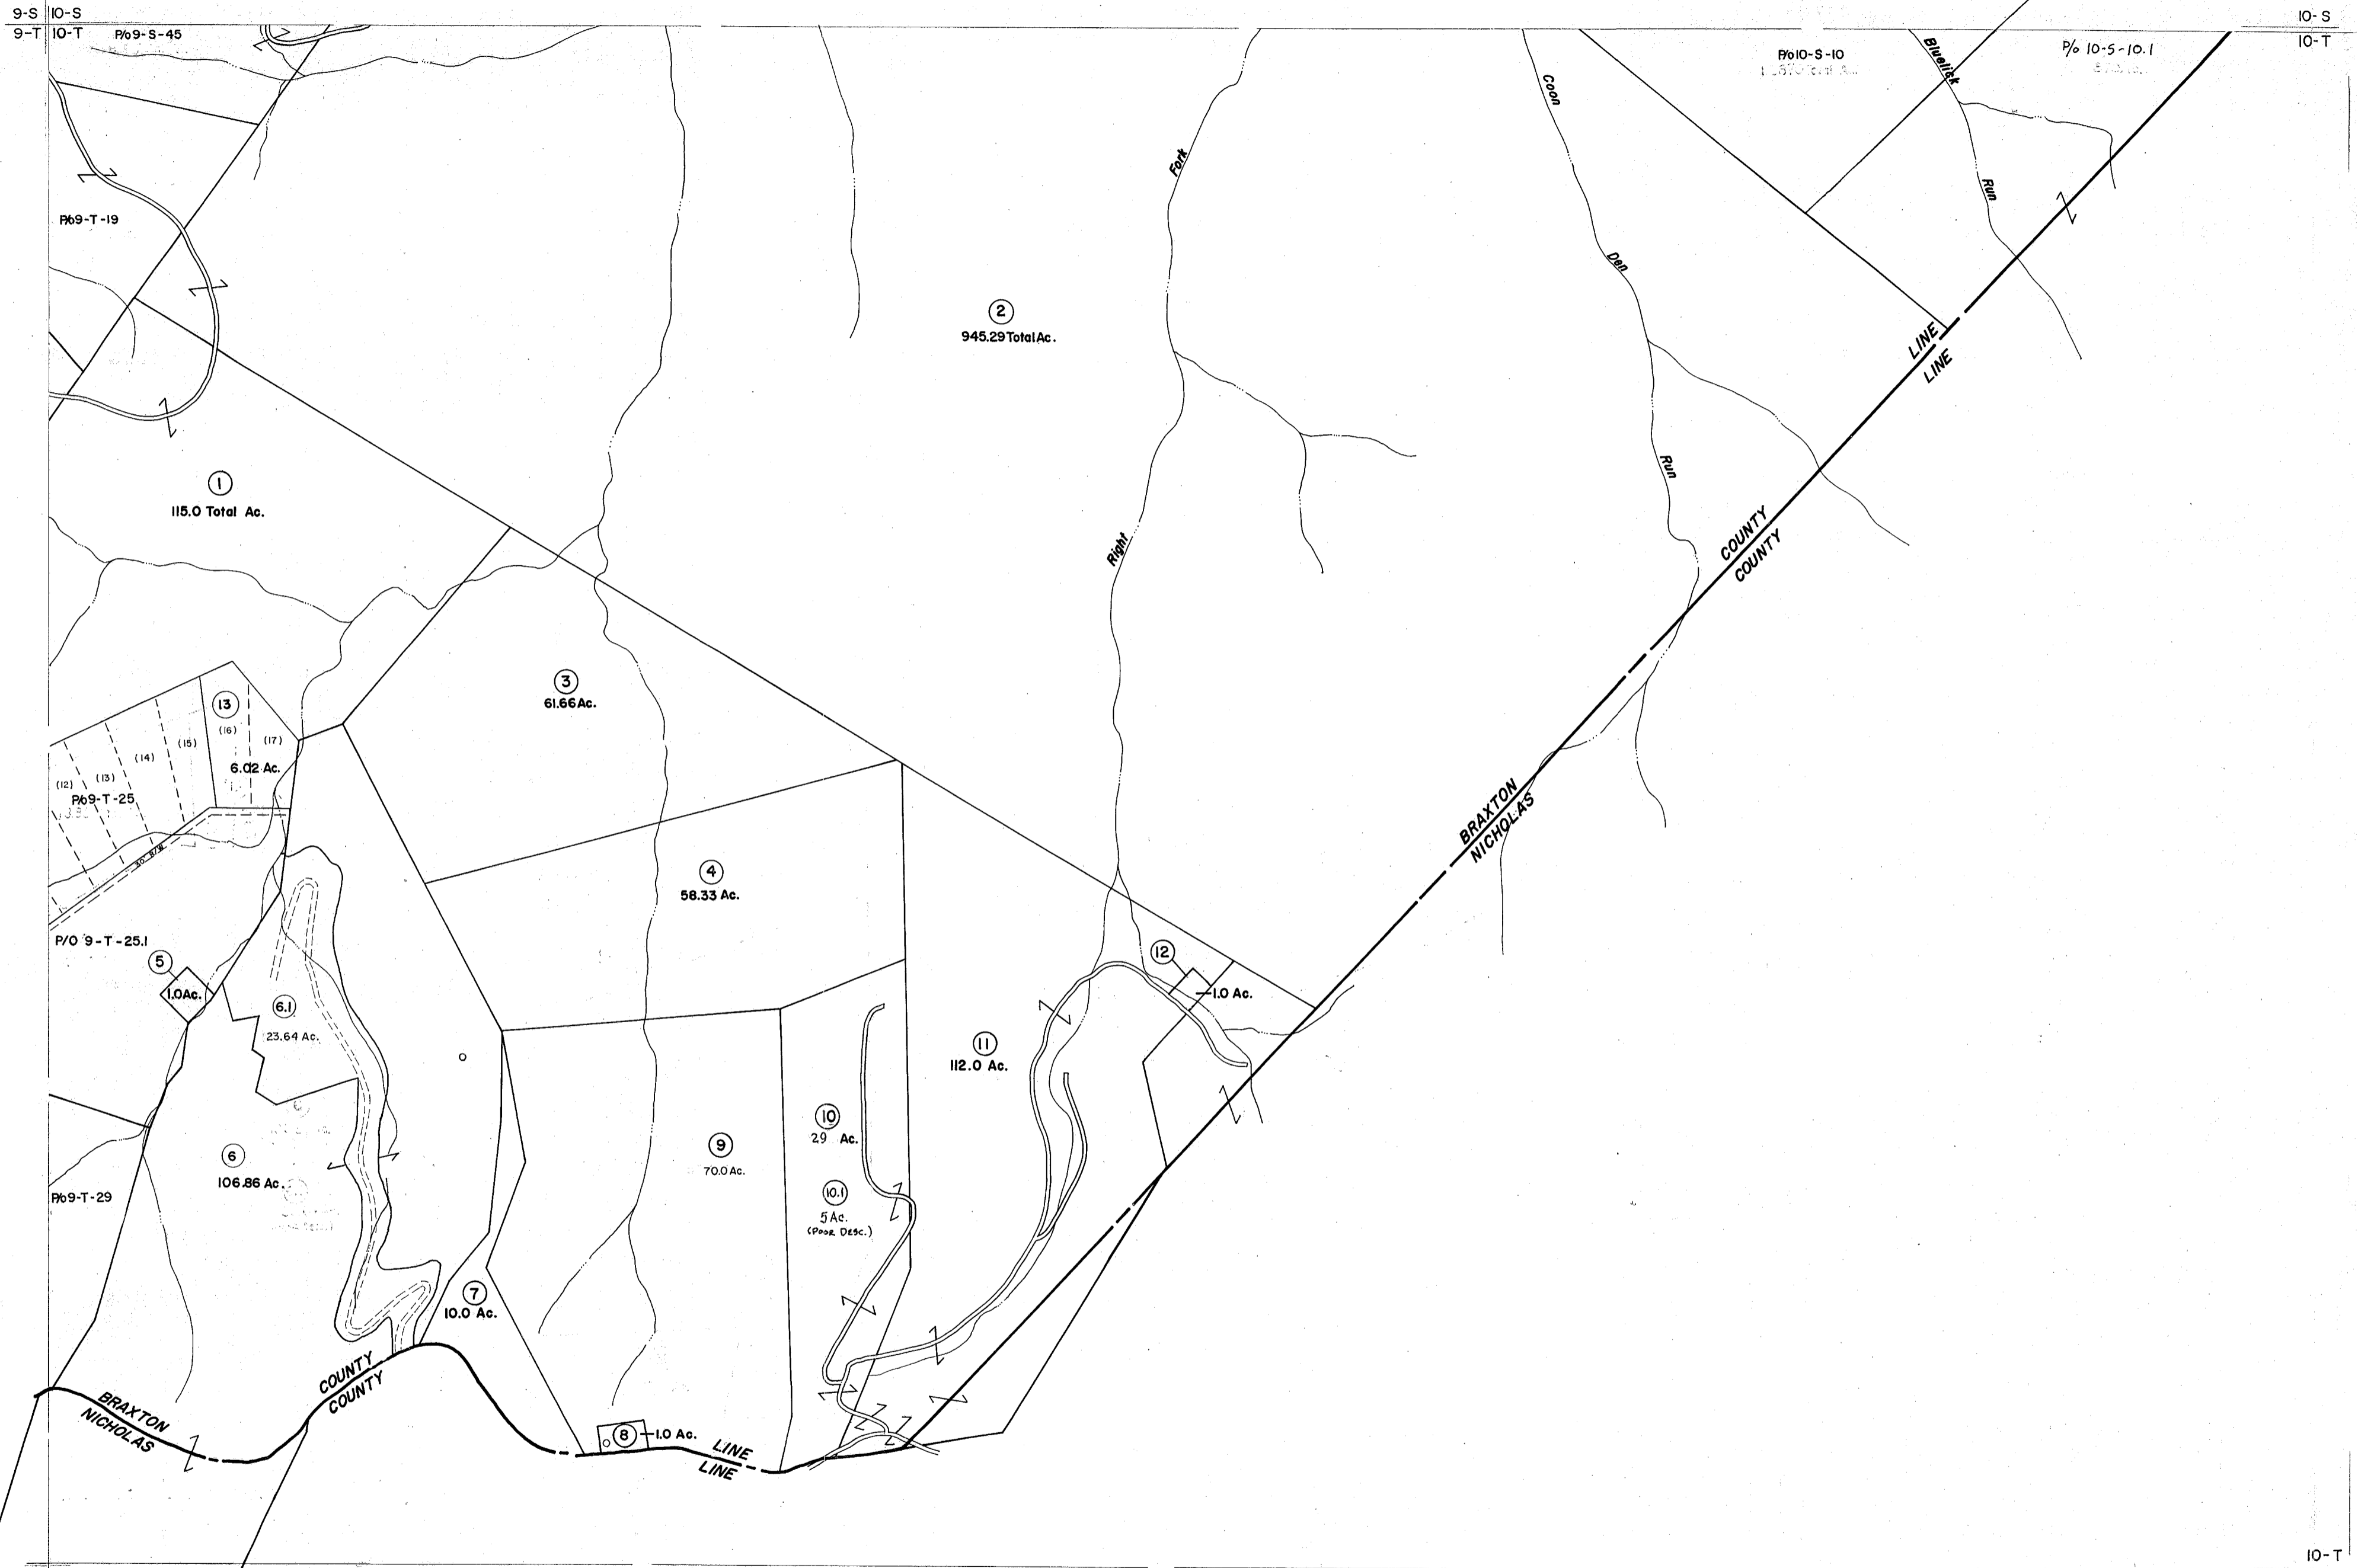 9-S 10-S
10-S
9-T 10-T
10-T
P/o 9-S-45
P/o 10-S-10
P/o 10-S-10.1
Bluelick
Run
Coon
Den
Run
Fork
Right
P/o 9-T-19
2
945.29 Total Ac.
LINE
LINE
1
115.0 Total Ac.
COUNTY
COUNTY
3
61.66 Ac.
13
(16)
(17)
(15)
(14)
(13)
(12)
6.02 Ac.
P/o 9-T-25
BRAXTON
NICHOLAS
4
58.33 Ac.
P/O 9-T-25.1
5
1.0 Ac.
12
1.0 Ac.
6.1
23.64 Ac.
11
112.0 Ac.
10
29 Ac.
9
70.0 Ac.
6
106.86 Ac.
10.1
5 Ac.
(POOR DESC.)
P/o 9-T-29
7
10.0 Ac.
COUNTY
COUNTY
BRAXTON
NICHOLAS
8
1.0 Ac.
LINE
LINE
10-T